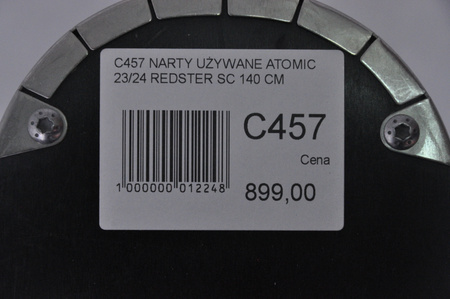 C457 NARTY UŻYWANE ATOMIC
23/24 REDSTER SC 140 CM
C457
Cena
1 000000 012248
899,00